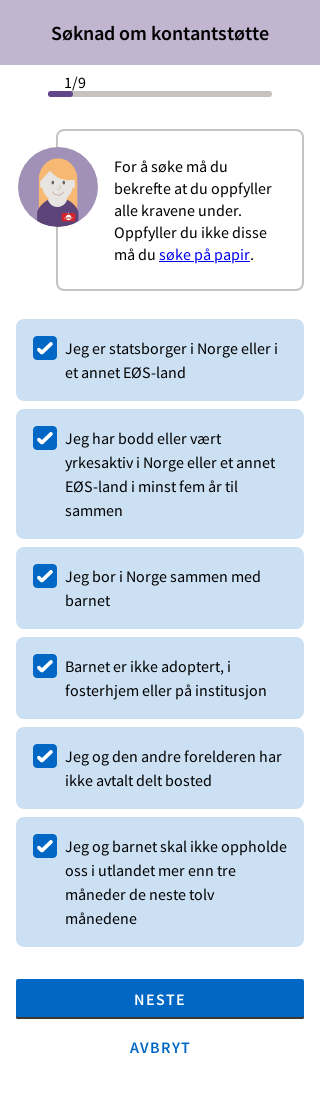 Søknad om kontantstøtte
1/9
For å søke må du
bekrefte at du oppfyller
alle kravene under.
Oppfyller du ikke disse
må du søke på papir.
Jeg er statsborger i Norge eller i
et annet EØS-land
Jeg har bodd eller vært
yrkesaktiv i Norge eller et annet
EØS-land i minst fem år til
sammen
Jeg bor i Norge sammen med
barnet
Barnet er ikke adoptert, i
fosterhjem eller på institusjon
Jeg og den andre forelderen har
ikke avtalt delt bosted
Jeg og barnet skal ikke oppholde
oss i utlandet mer enn tre
måneder de neste tolv
månedene
NESTE
AVBRYT